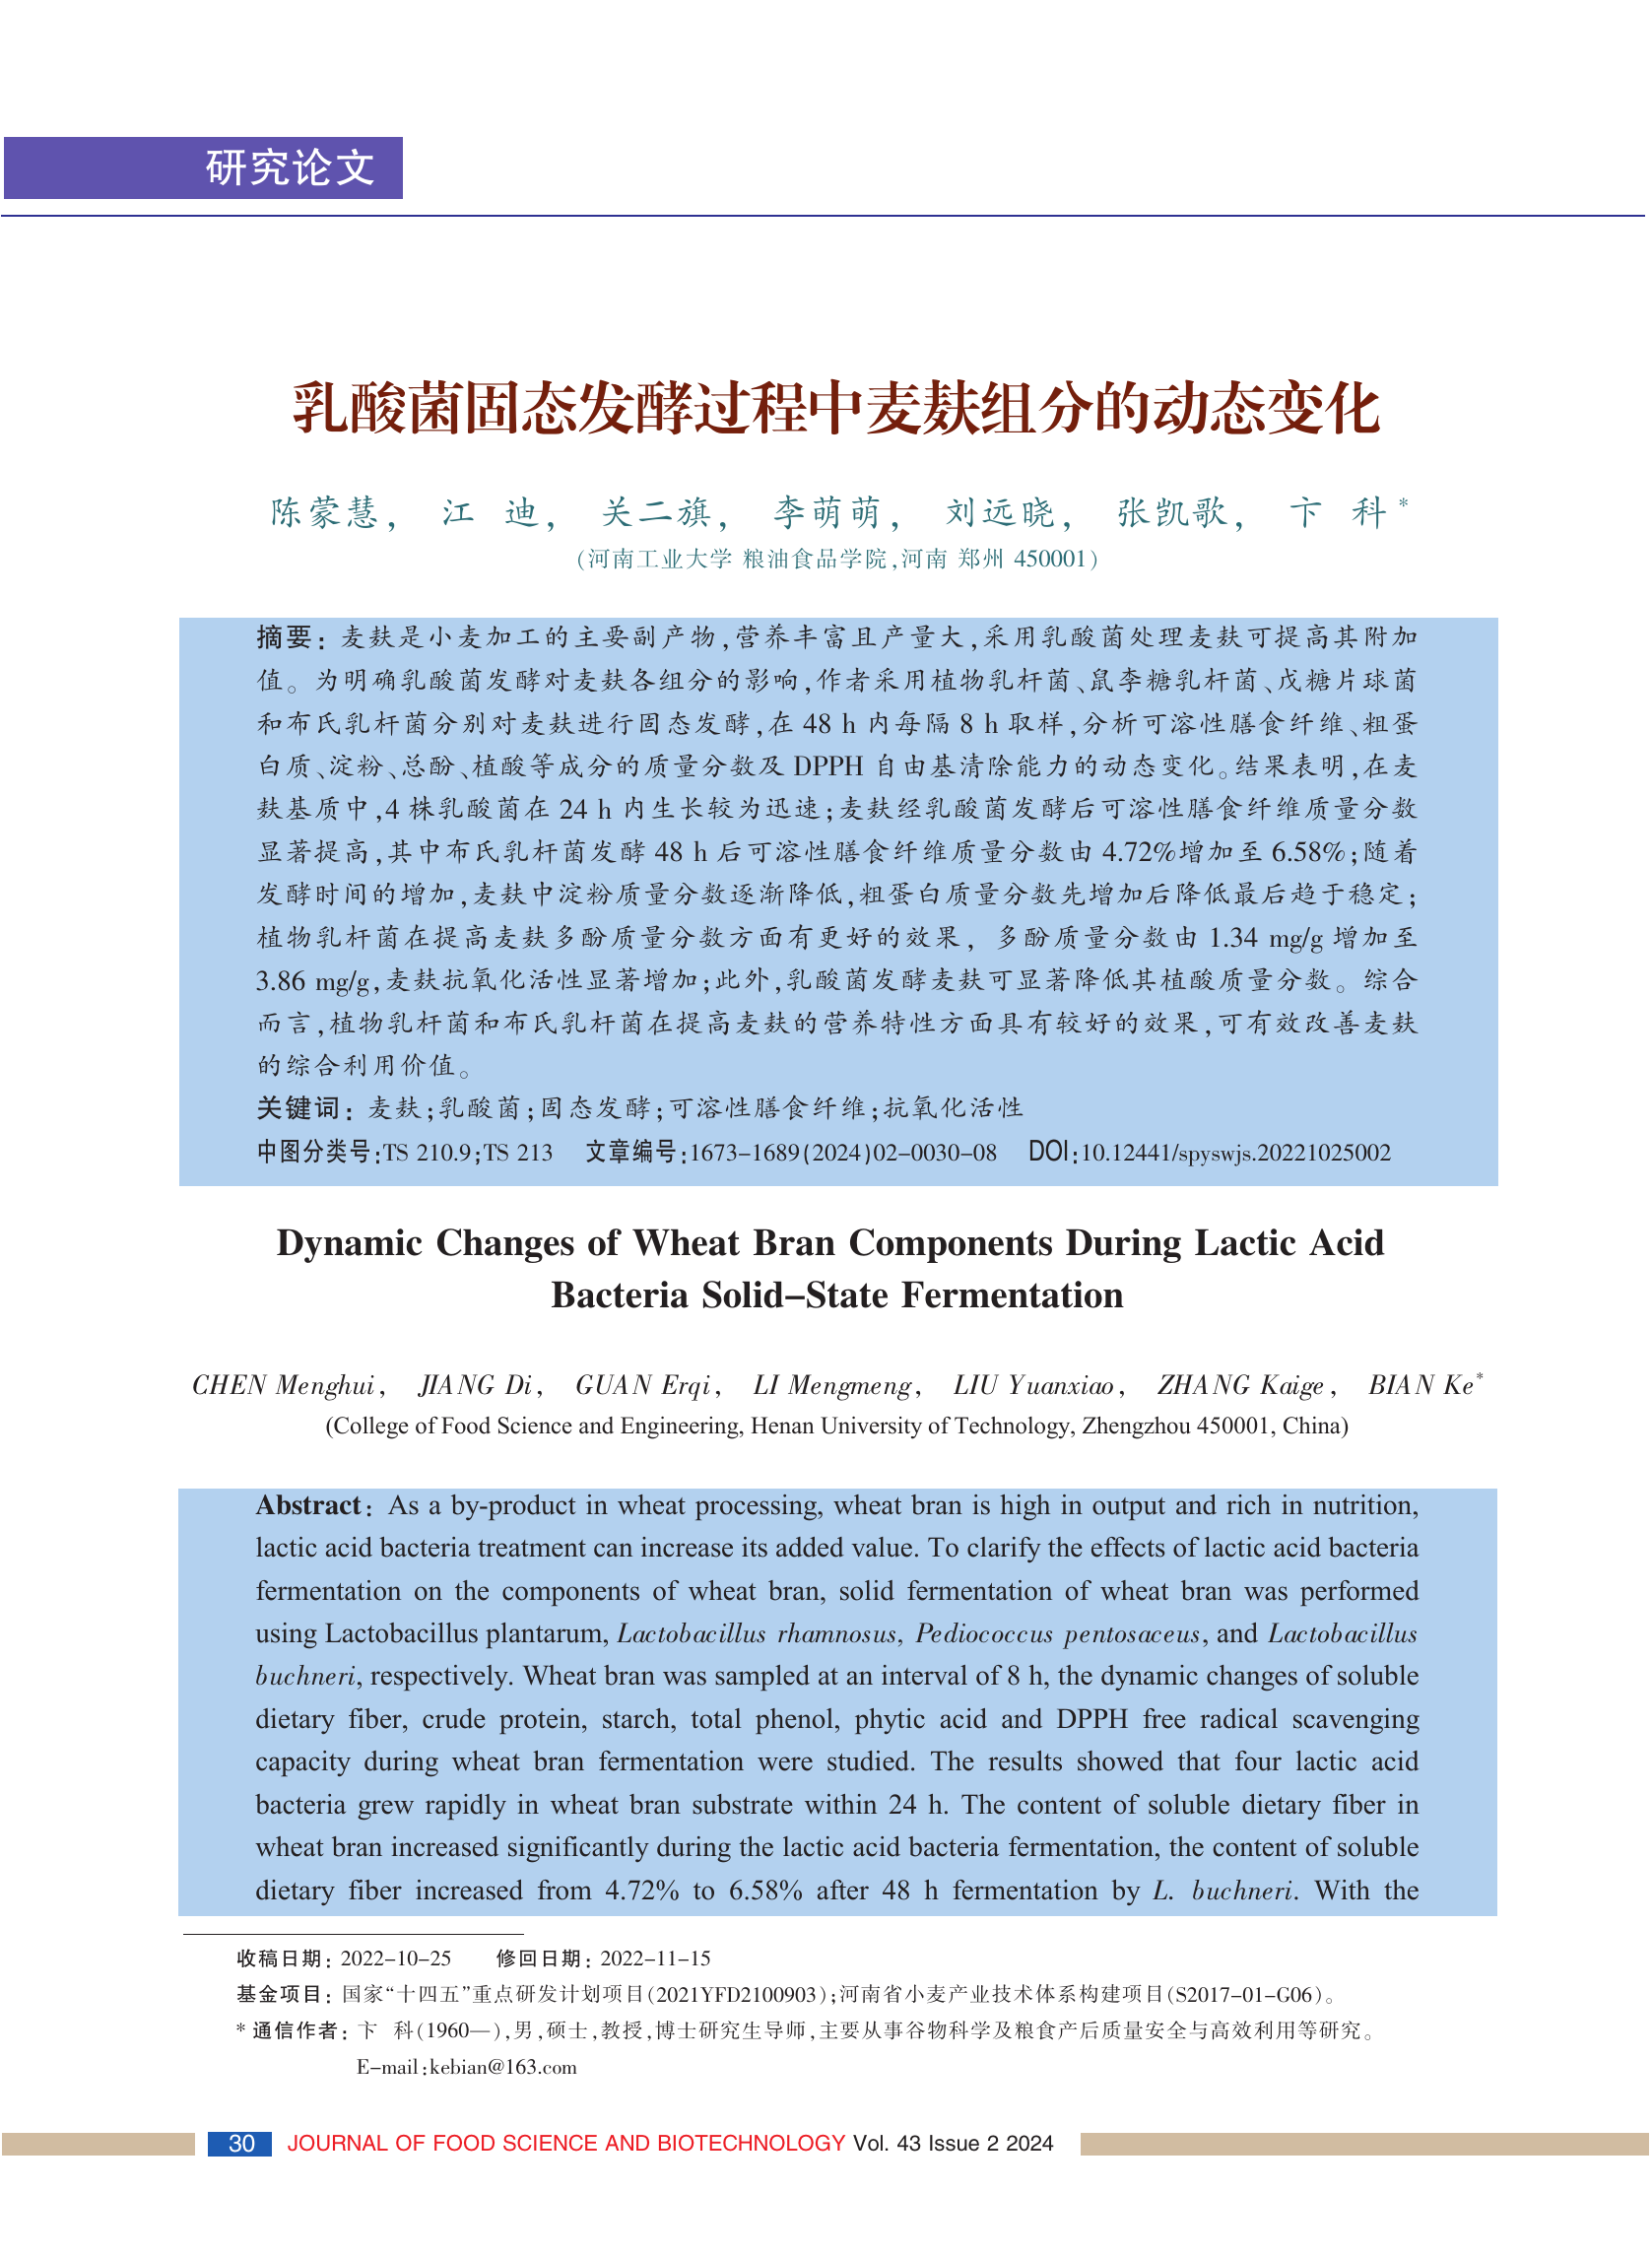 研究论文
乳酸菌固态发酵过程中麦麸组分的动态变化
陈蒙慧， 江 迪， 关二旗， 李萌萌， 刘远晓， 张凯歌， 卞 科*
(河南工业大学 粮油食品学院,河南 郑州 450001)
摘要: 麦麸是小麦加工的主要副产物,营养丰富且产量大,采用乳酸菌处理麦麸可提高其附加
值。为明确乳酸菌发酵对麦麸各组分的影响,作者采用植物乳杆菌、鼠李糖乳杆菌、戊糖片球菌
和布氏乳杆菌分别对麦麸进行固态发酵,在 48 h 内每隔 8 h 取样,分析可溶性膳食纤维、粗蛋
白质、淀粉、总酚、植酸等成分的质量分数及 DPPH 自由基清除能力的动态变化。结果表明,在麦
麸基质中,4 株乳酸菌在 24 h 内生长较为迅速;麦麸经乳酸菌发酵后可溶性膳食纤维质量分数
显著提高,其中布氏乳杆菌发酵 48 h 后可溶性膳食纤维质量分数由 4.72%增加至 6.58%;随着
发酵时间的增加,麦麸中淀粉质量分数逐渐降低,粗蛋白质量分数先增加后降低最后趋于稳定;
植物乳杆菌在提高麦麸多酚质量分数方面有更好的效果，多酚质量分数由 1.34 mg/g 增加至
3.86 mg/g,麦麸抗氧化活性显著增加;此外,乳酸菌发酵麦麸可显著降低其植酸质量分数。综合
而言,植物乳杆菌和布氏乳杆菌在提高麦麸的营养特性方面具有较好的效果,可有效改善麦麸
的综合利用价值。
关键词: 麦麸;乳酸菌;固态发酵;可溶性膳食纤维;抗氧化活性
中图分类号:TS 210.9;TS 213 文章编号:1673-1689(2024)02-0030-08 DOI:10.12441/spyswjs.20221025002
Dynamic Changes of Wheat Bran Components During Lactic Acid
Bacteria Solid-State Fermentation
CHEN Menghui, JIANG Di, GUAN Erqi, LI Mengmeng, LIU Yuanxiao, ZHANG Kaige, BIAN Ke*
(College of Food Science and Engineering, Henan University of Technology, Zhengzhou 450001, China)
Abstract: As a by-product in wheat processing, wheat bran is high in output and rich in nutrition,
lactic acid bacteria treatment can increase its added value. To clarify the effects of lactic acid bacteria
fermentation on the components of wheat bran, solid fermentation of wheat bran was performed
using Lactobacillus plantarum, Lactobacillus rhamnosus, Pediococcus pentosaceus, and Lactobacillus
buchneri, respectively. Wheat bran was sampled at an interval of 8 h, the dynamic changes of soluble
dietary fiber, crude protein, starch, total phenol, phytic acid and DPPH free radical scavenging
capacity during wheat bran fermentation were studied. The results showed that four lactic acid
bacteria grew rapidly in wheat bran substrate within 24 h. The content of soluble dietary fiber in
wheat bran increased significantly during the lactic acid bacteria fermentation, the content of soluble
dietary fiber increased from 4.72% to 6.58% after 48 h fermentation by L. buchneri. With the
收稿日期: 2022-10-25 修回日期: 2022-11-15
基金项目: 国家“十四五”重点研发计划项目(2021YFD2100903);河南省小麦产业技术体系构建项目(S2017-01-G06)。
* 通信作者: 卞 科(1960—),男,硕士,教授,博士研究生导师,主要从事谷物科学及粮食产后质量安全与高效利用等研究。
E-mail:kebian@163.com
30 JOURNAL OF FOOD SCIENCE AND BIOTECHNOLOGY Vol. 43 Issue 2 2024